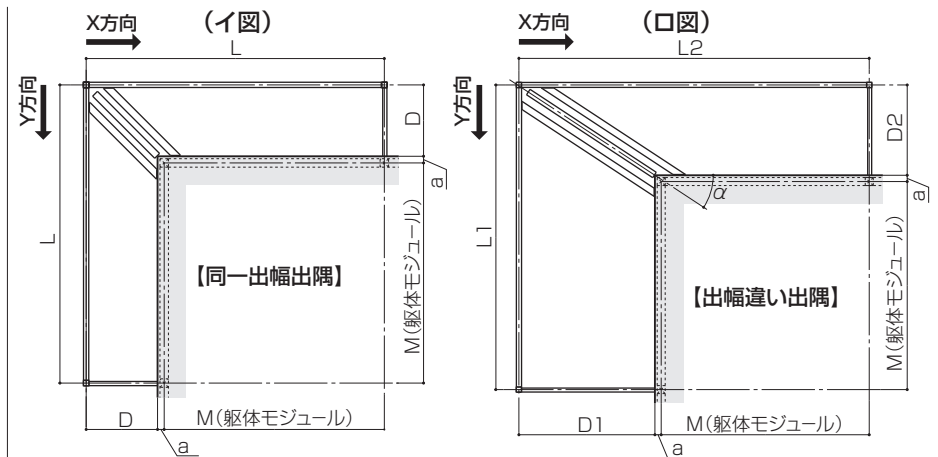 X方向
(イ図)
L
Y方向
D
a
L
【同一出幅出隅】
M(躯体モジュール)
D
M(躯体モジュール)
a
X方向
(ロ図)
L2
Y方向
D2
a
α
L1
【出幅違い出隅】
M(躯体モジュール)
D1
M(躯体モジュール)
a